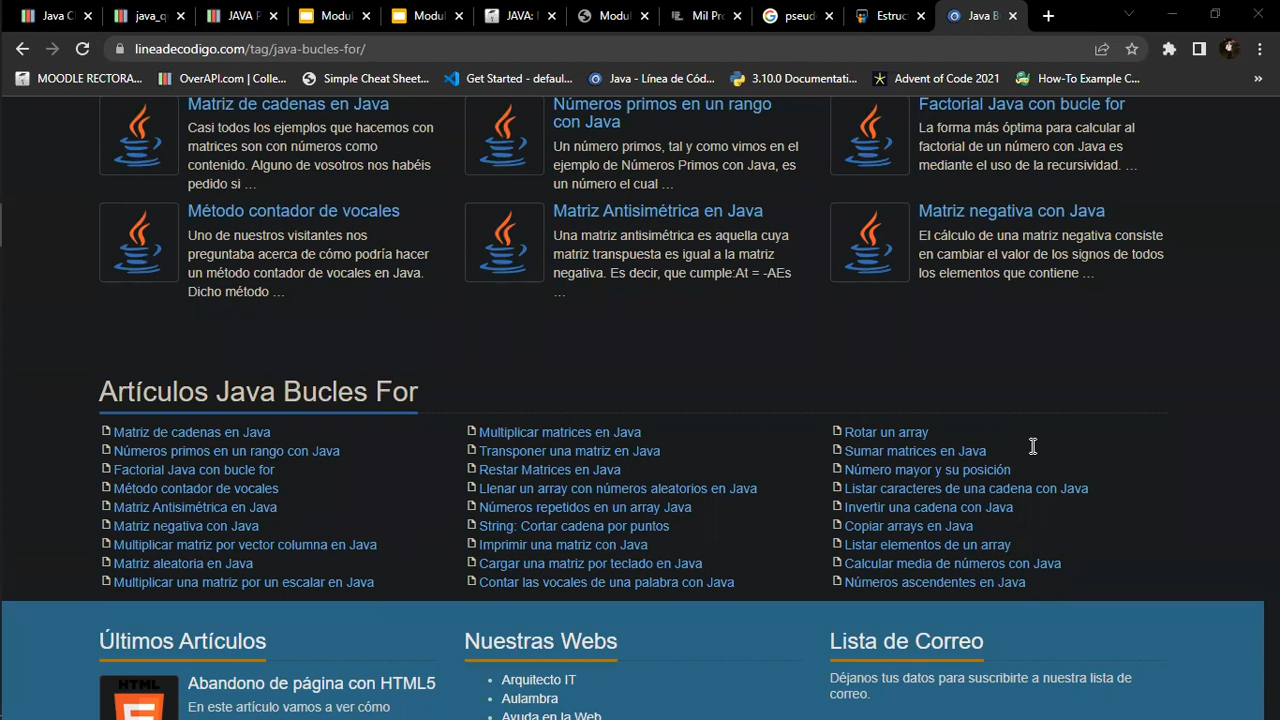 Java C
java_q
JAVA P
Modul
Modul
JAVA: I
Modul
Mil Pro
pseud
Estruc
Java B
lineadecodigo.com/tag/java-bucles-for/
MOODLE RECTORA...
OverAPI.com | Collec...
Simple Cheat Sheet...
Get Started - defaul...
Java - Línea de Cód...
3.10.0 Documentati...
Advent of Code 2021
How-To Example C...
»
Matriz de cadenas en Java
Casi todos los ejemplos que hacemos con
matrices son con números como
contenido. Alguno de vosotros nos habéis
pedido si ...
Números primos en un rango
con Java
Un número primos, tal y como vimos en el
ejemplo de Números Primos con Java, es
un número el cual ...
Factorial Java con bucle for
La forma más óptima para calcular al
factorial de un número con Java es
mediante el uso de la recursividad. ...
Método contador de vocales
Uno de nuestros visitantes nos
preguntaba acerca de cómo podría hacer
un método contador de vocales en Java.
Dicho método ...
Matriz Antisimétrica en Java
Una matriz antisimétrica es aquella cuya
matriz transpuesta es igual a la matriz
negativa. Es decir, que cumple:At = -AEs
...
Matriz negativa con Java
El cálculo de una matriz negativa consiste
en cambiar el valor de los signos de todos
los elementos que contiene ...
Artículos Java Bucles For
Matriz de cadenas en Java
Números primos en un rango con Java
Factorial Java con bucle for
Método contador de vocales
Matriz Antisimétrica en Java
Matriz negativa con Java
Multiplicar matriz por vector columna en Java
Matriz aleatoria en Java
Multiplicar una matriz por un escalar en Java
Multiplicar matrices en Java
Transponer una matriz en Java
Restar Matrices en Java
Llenar un array con números aleatorios en Java
Números repetidos en un array Java
String: Cortar cadena por puntos
Imprimir una matriz con Java
Cargar una matriz por teclado en Java
Contar las vocales de una palabra con Java
Rotar un array
Sumar matrices en Java
Número mayor y su posición
Listar caracteres de una cadena con Java
Invertir una cadena con Java
Copiar arrays en Java
Listar elementos de un array
Calcular media de números con Java
Números ascendentes en Java
Últimos Artículos
HTML
Abandono de página con HTML5
En este artículo vamos a ver cómo
Nuestras Webs
Arquitecto IT
Aulambra
Ayuda en la Web
Lista de Correo
Déjanos tus datos para suscribirte a nuestra lista de
correo.